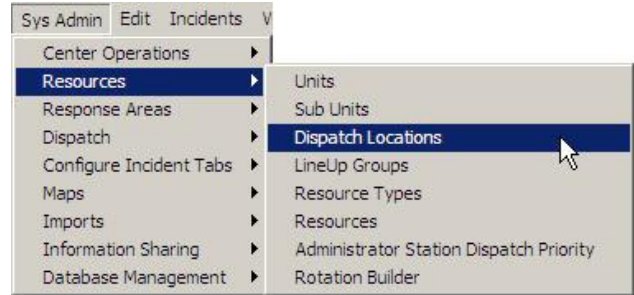 Sys Admin Edit Incidents
Center Operations
Resources
Response Areas
Dispatch
Configure Incident Tabs
Maps
Imports
Information Sharing
Database Management
Units
Sub Units
Dispatch Locations
LineUp Groups
Resource Types
Resources
Administrator Station Dispatch Priority
Rotation Builder